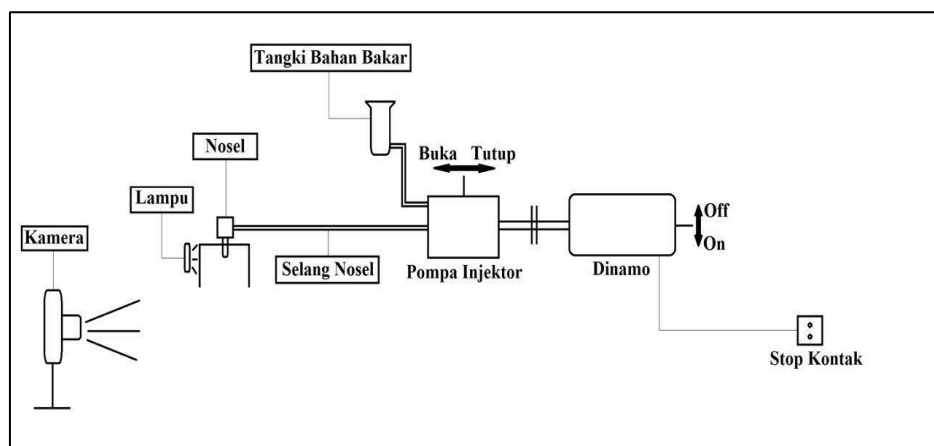 Tangki Bahan Bakar
Nosel
Buka Tutup
Lampu
Off
Kamera
On
Selang Nosel
Pompa Injektor
Dinamo
Stop Kontak